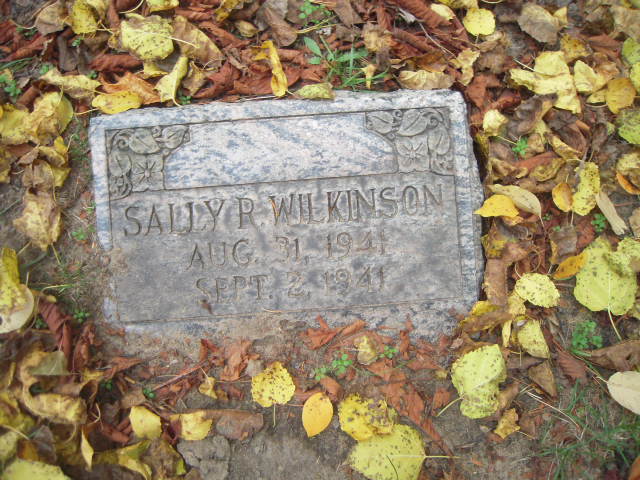 SALLY R. WILKINSON
AUG. 31, 1941
SEPT. 2, 1941